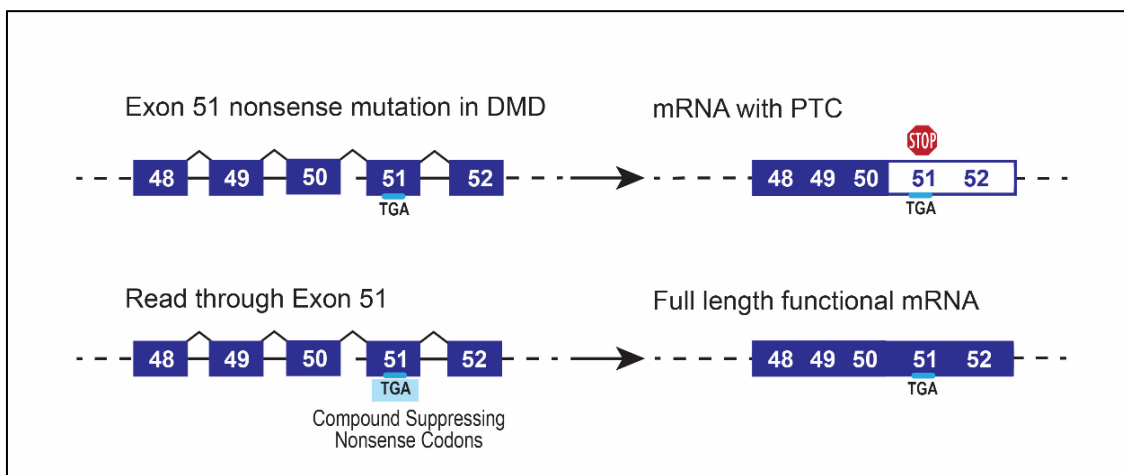 Exon 51 nonsense mutation in DMD
mRNA with PTC
STOP
48 49 50 51 52
TGA
48 49 50 51 52
TGA
Read through Exon 51
Full length functional mRNA
48 49 50 51 52
TGA
Compound Suppressing
Nonsense Codons
48 49 50 51 52
TGA